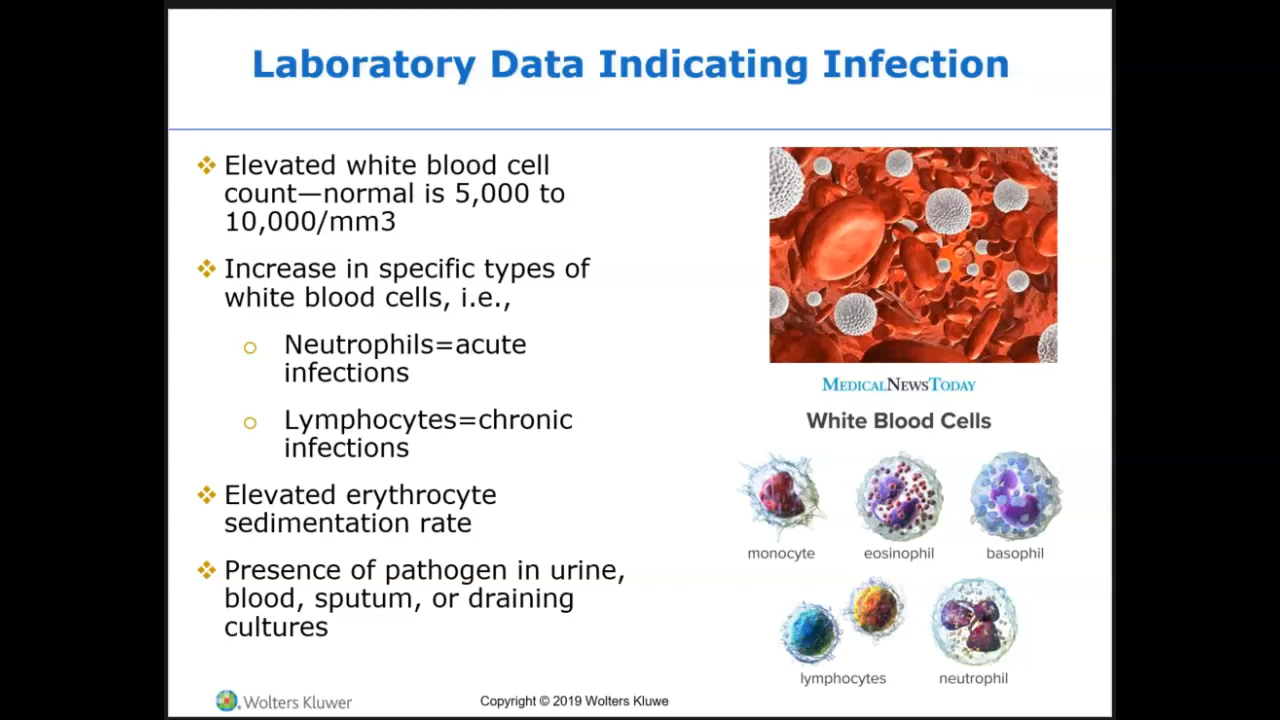 Laboratory Data Indicating Infection
Elevated white blood cell
count—normal is 5,000 to
10,000/mm3
Increase in specific types of
white blood cells, i.e.,
Neutrophils=acute
infections
Lymphocytes=chronic
infections
Elevated erythrocyte
sedimentation rate
Presence of pathogen in urine,
blood, sputum, or draining
cultures
MEDICALNEWSTODAY
White Blood Cells
monocyte eosinophil basophil
lymphocytes neutrophil
Wolters Kluwer
Copyright © 2019 Wolters Kluwe